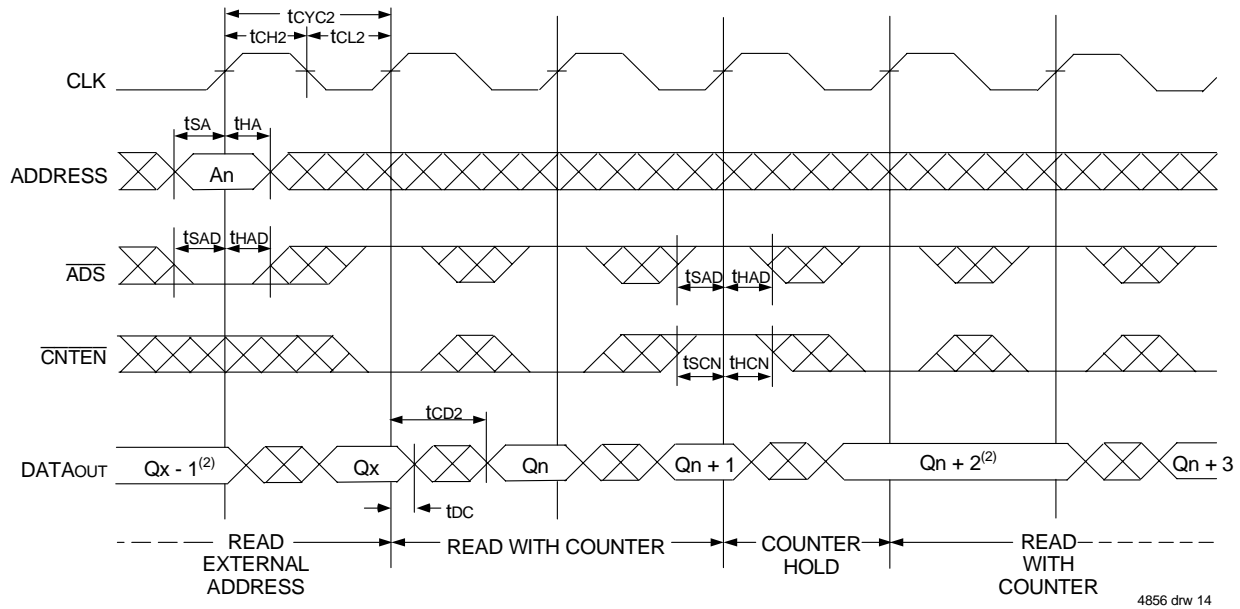 tCYC2
tCH2 tCL2
CLK
tSA tHA
ADDRESS An
tSAD tHAD
ADS
tSAD tHAD
CNTEN
tSCN tHCN
tCD2
DATAOUT Qx - 1(2) Qx Qn Qn + 1 Qn + 2(2) Qn + 3
tDC
READ EXTERNAL ADDRESS
READ WITH COUNTER
COUNTER HOLD
READ WITH COUNTER
4856 drw 14